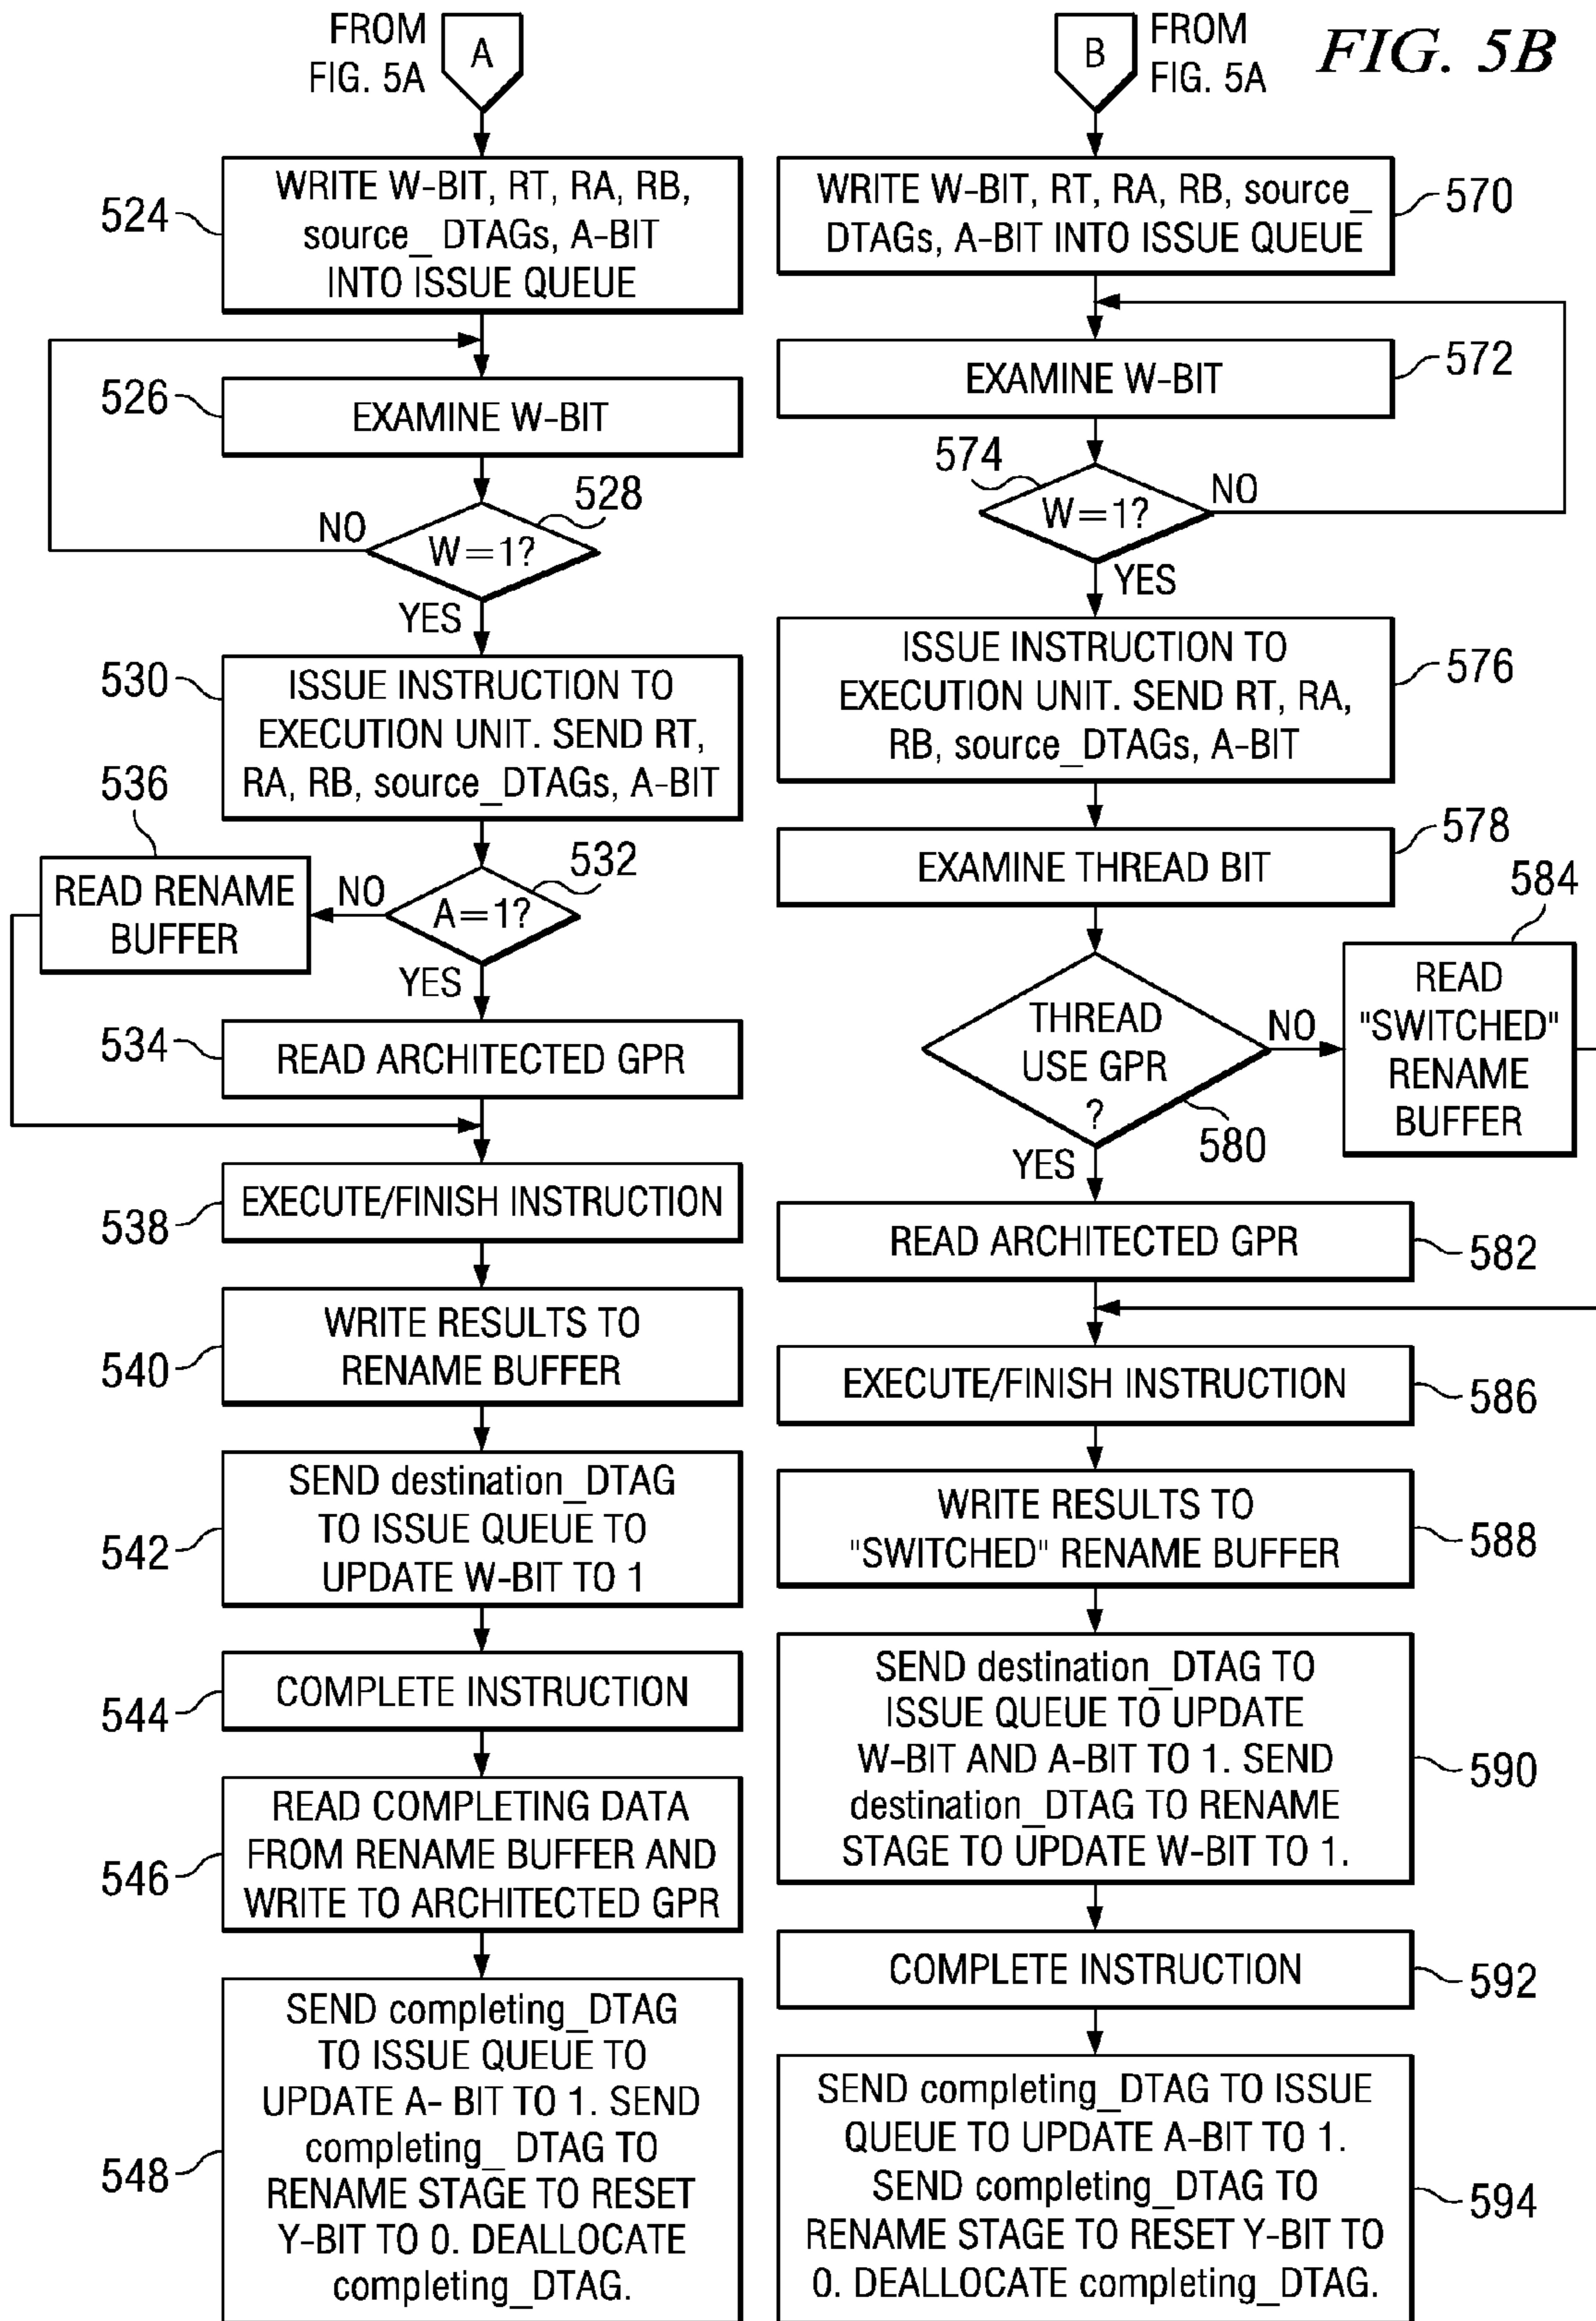 FROM
FIG. 5A
A
B
FROM
FIG. 5A
FIG. 5B
524
WRITE W-BIT, RT, RA, RB,
source_ DTAGs, A-BIT
INTO ISSUE QUEUE
526
EXAMINE W-BIT
528
NO
W=1?
YES
530
ISSUE INSTRUCTION TO
EXECUTION UNIT. SEND RT,
RA, RB, source_DTAGs, A-BIT
536
532
READ RENAME
BUFFER
NO
A=1?
YES
534
READ ARCHITECTED GPR
538
EXECUTE/FINISH INSTRUCTION
540
WRITE RESULTS TO
RENAME BUFFER
542
SEND destination_DTAG
TO ISSUE QUEUE TO
UPDATE W-BIT TO 1
544
COMPLETE INSTRUCTION
546
READ COMPLETING DATA
FROM RENAME BUFFER AND
WRITE TO ARCHITECTED GPR
548
SEND completing_DTAG
TO ISSUE QUEUE TO
UPDATE A- BIT TO 1. SEND
completing_ DTAG TO
RENAME STAGE TO RESET
Y-BIT TO 0. DEALLOCATE
completing_DTAG.
WRITE W-BIT, RT, RA, RB, source_
DTAGs, A-BIT INTO ISSUE QUEUE
570
EXAMINE W-BIT
572
574
W=1?
NO
YES
ISSUE INSTRUCTION TO
EXECUTION UNIT. SEND RT, RA,
RB, source_DTAGs, A-BIT
576
EXAMINE THREAD BIT
578
584
THREAD
USE GPR
?
NO
580
READ
"SWITCHED"
RENAME
BUFFER
YES
READ ARCHITECTED GPR
582
EXECUTE/FINISH INSTRUCTION
586
WRITE RESULTS TO
"SWITCHED" RENAME BUFFER
588
SEND destination_DTAG TO
ISSUE QUEUE TO UPDATE
W-BIT AND A-BIT TO 1. SEND
destination_DTAG TO RENAME
STAGE TO UPDATE W-BIT TO 1.
590
COMPLETE INSTRUCTION
592
SEND completing_DTAG TO ISSUE
QUEUE TO UPDATE A-BIT TO 1.
SEND completing_DTAG TO
RENAME STAGE TO RESET Y-BIT TO
0. DEALLOCATE completing_DTAG.
594